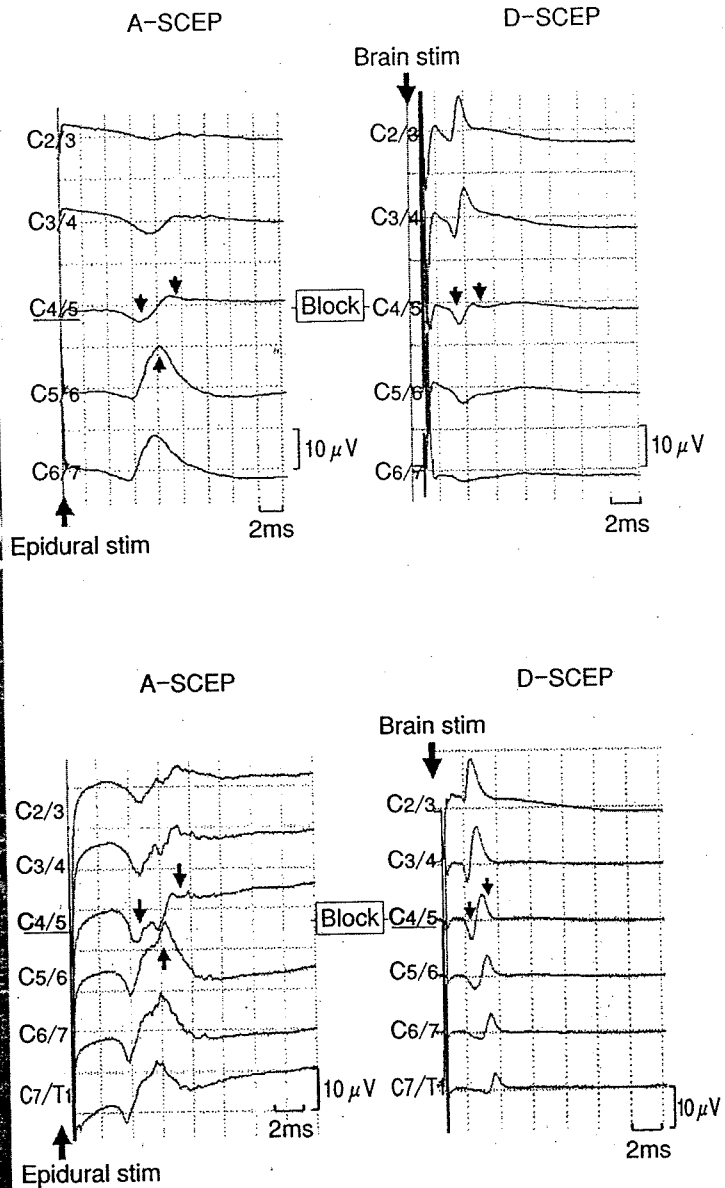 A-SCEP
C2/3
C3/4
C4/5
C5/6
C6/7
10 μV
2ms
Epidural stim
Block
D-SCEP
Brain stim
C2/3
C3/4
C4/5
C5/6
C6/7
10 μV
2ms
A-SCEP
C2/3
C3/4
C4/5
C5/6
C6/7
C7/T1
10 μV
2ms
Epidural stim
Block
D-SCEP
Brain stim
C2/3
C3/4
C4/5
C5/6
C6/7
C7/T1
10 μV
2ms